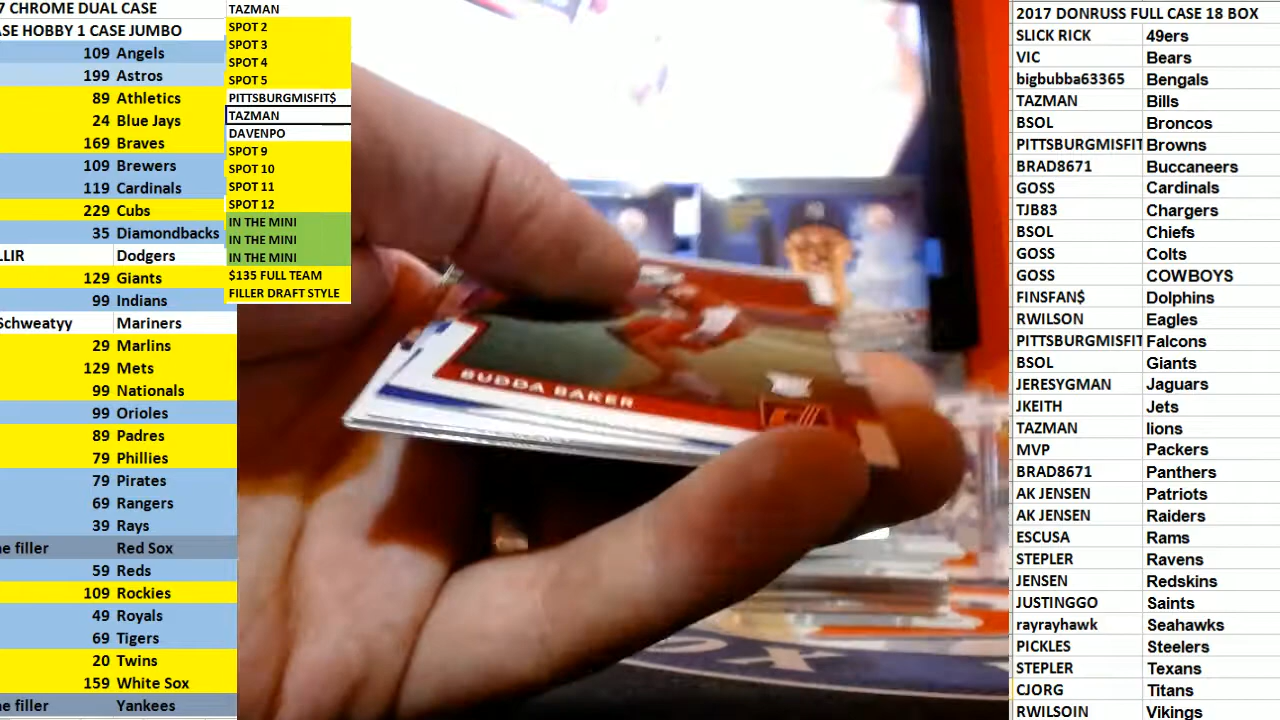 7 CHROME DUAL CASE
ASE HOBBY 1 CASE JUMBO
109 Angels
199 Astros
89 Athletics
24 Blue Jays
169 Braves
109 Brewers
119 Cardinals
229 Cubs
35 Diamondbacks
LLIR Dodgers
129 Giants
99 Indians
Schweatyy Mariners
29 Marlins
129 Mets
99 Nationals
99 Orioles
89 Padres
79 Phillies
79 Pirates
69 Rangers
39 Rays
ne filler Red Sox
59 Reds
109 Rockies
49 Royals
69 Tigers
20 Twins
159 White Sox
ne filler Yankees
TAZMAN
SPOT 2
SPOT 3
SPOT 4
SPOT 5
PITTSBURGMISFIT$
TAZMAN
DAVENPO
SPOT 9
SPOT 10
SPOT 11
SPOT 12
IN THE MINI
IN THE MINI
IN THE MINI
$135 FULL TEAM
FILLER DRAFT STYLE
BUDDA BAKER
OX
2017 DONRUSS FULL CASE 18 BOX
SLICK RICK 49ers
VIC Bears
bigbubba63365 Bengals
TAZMAN Bills
BSOL Broncos
PITTSBURGMISFIT Browns
BRAD8671 Buccaneers
GOSS Cardinals
TJB83 Chargers
BSOL Chiefs
GOSS Colts
GOSS COWBOYS
FINSFAN$ Dolphins
RWILSON Eagles
PITTSBURGMISFIT Falcons
BSOL Giants
JERESYGMAN Jaguars
JKEITH Jets
TAZMAN lions
MVP Packers
BRAD8671 Panthers
AK JENSEN Patriots
AK JENSEN Raiders
ESCUSA Rams
STEPLER Ravens
JENSEN Redskins
JUSTINGGO Saints
rayrayhawk Seahawks
PICKLES Steelers
STEPLER Texans
CJORG Titans
RWILSOIN Vikings